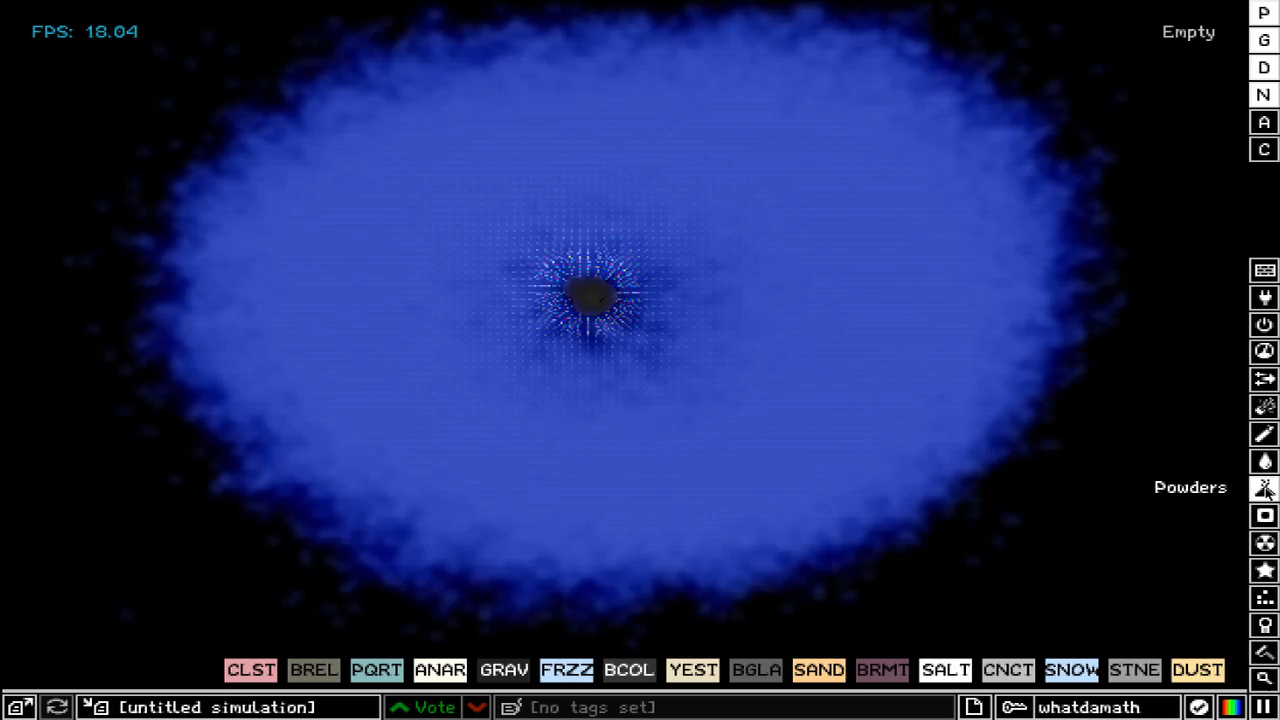 FPS: 18.04
Empty
P
G
D
N
A
C
Powders
CLST BREL PQRT ANAR GRAV FRZZ BCOL YEST BGLA SAND BRMT SALT CNCT SNOW STNE DUST
[untitled simulation] Vote [no tags set] whatdamath